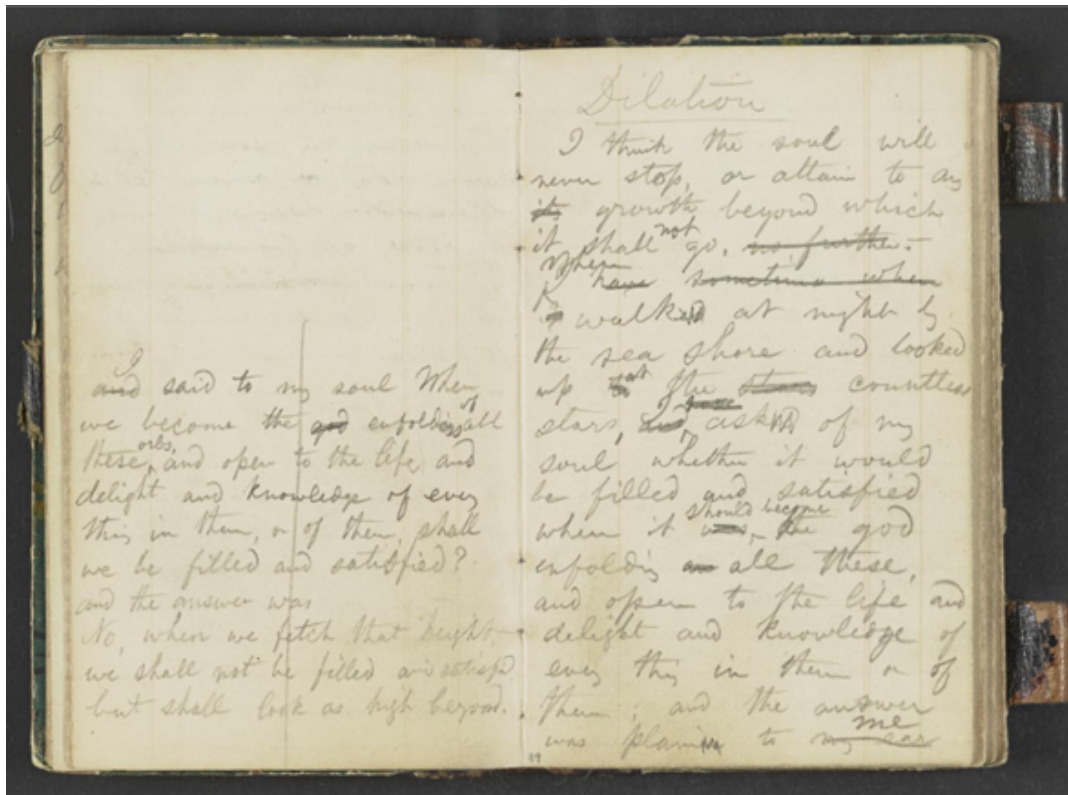 I
and said to my soul When
we become the god enfolders of all
these orbs, and open to the life and
delight and knowledge of every
thing in them, or of them, shall
we be filled and satisfied?
and the answer was
No, when we fetch that height
we shall not be filled and satisfied
but shall look as high beyond.
Dilation
I think the soul will
never stop, or attain to any
its growth beyond which
it shall not go, no further.
When
have sometimes when
I walked at night by
the sea shore and looked
up at the stars countless
stars, and have asked of my
soul whether it would
be filled and satisfied
should become
when it was, the god
enfolding all these,
and open to the life and
delight and knowledge of
every thing in them or of
them; and the answer
me
was plain to my ear
39